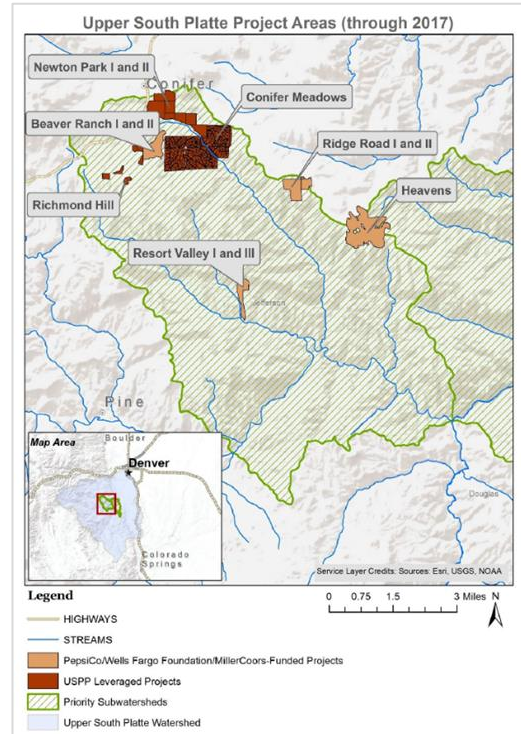 Upper South Platte Project Areas (through 2017)
Newton Park I and II
Conifer
Conifer Meadows
Beaver Ranch I and II
Ridge Road I and II
Heavens
Richmond Hill
Resort Valley I and III
Jefferson
Pine
Map Area
Boulder
Denver
Colorado
Springs
Douglas
Service Layer Credits: Sources: Esri, USGS, NOAA
Legend
0 0.75 1.5 3 Miles
N
HIGHWAYS
STREAMS
PepsiCo/Wells Fargo Foundation/MillerCoors-Funded Projects
USPP Leveraged Projects
Priority Subwatersheds
Upper South Platte Watershed